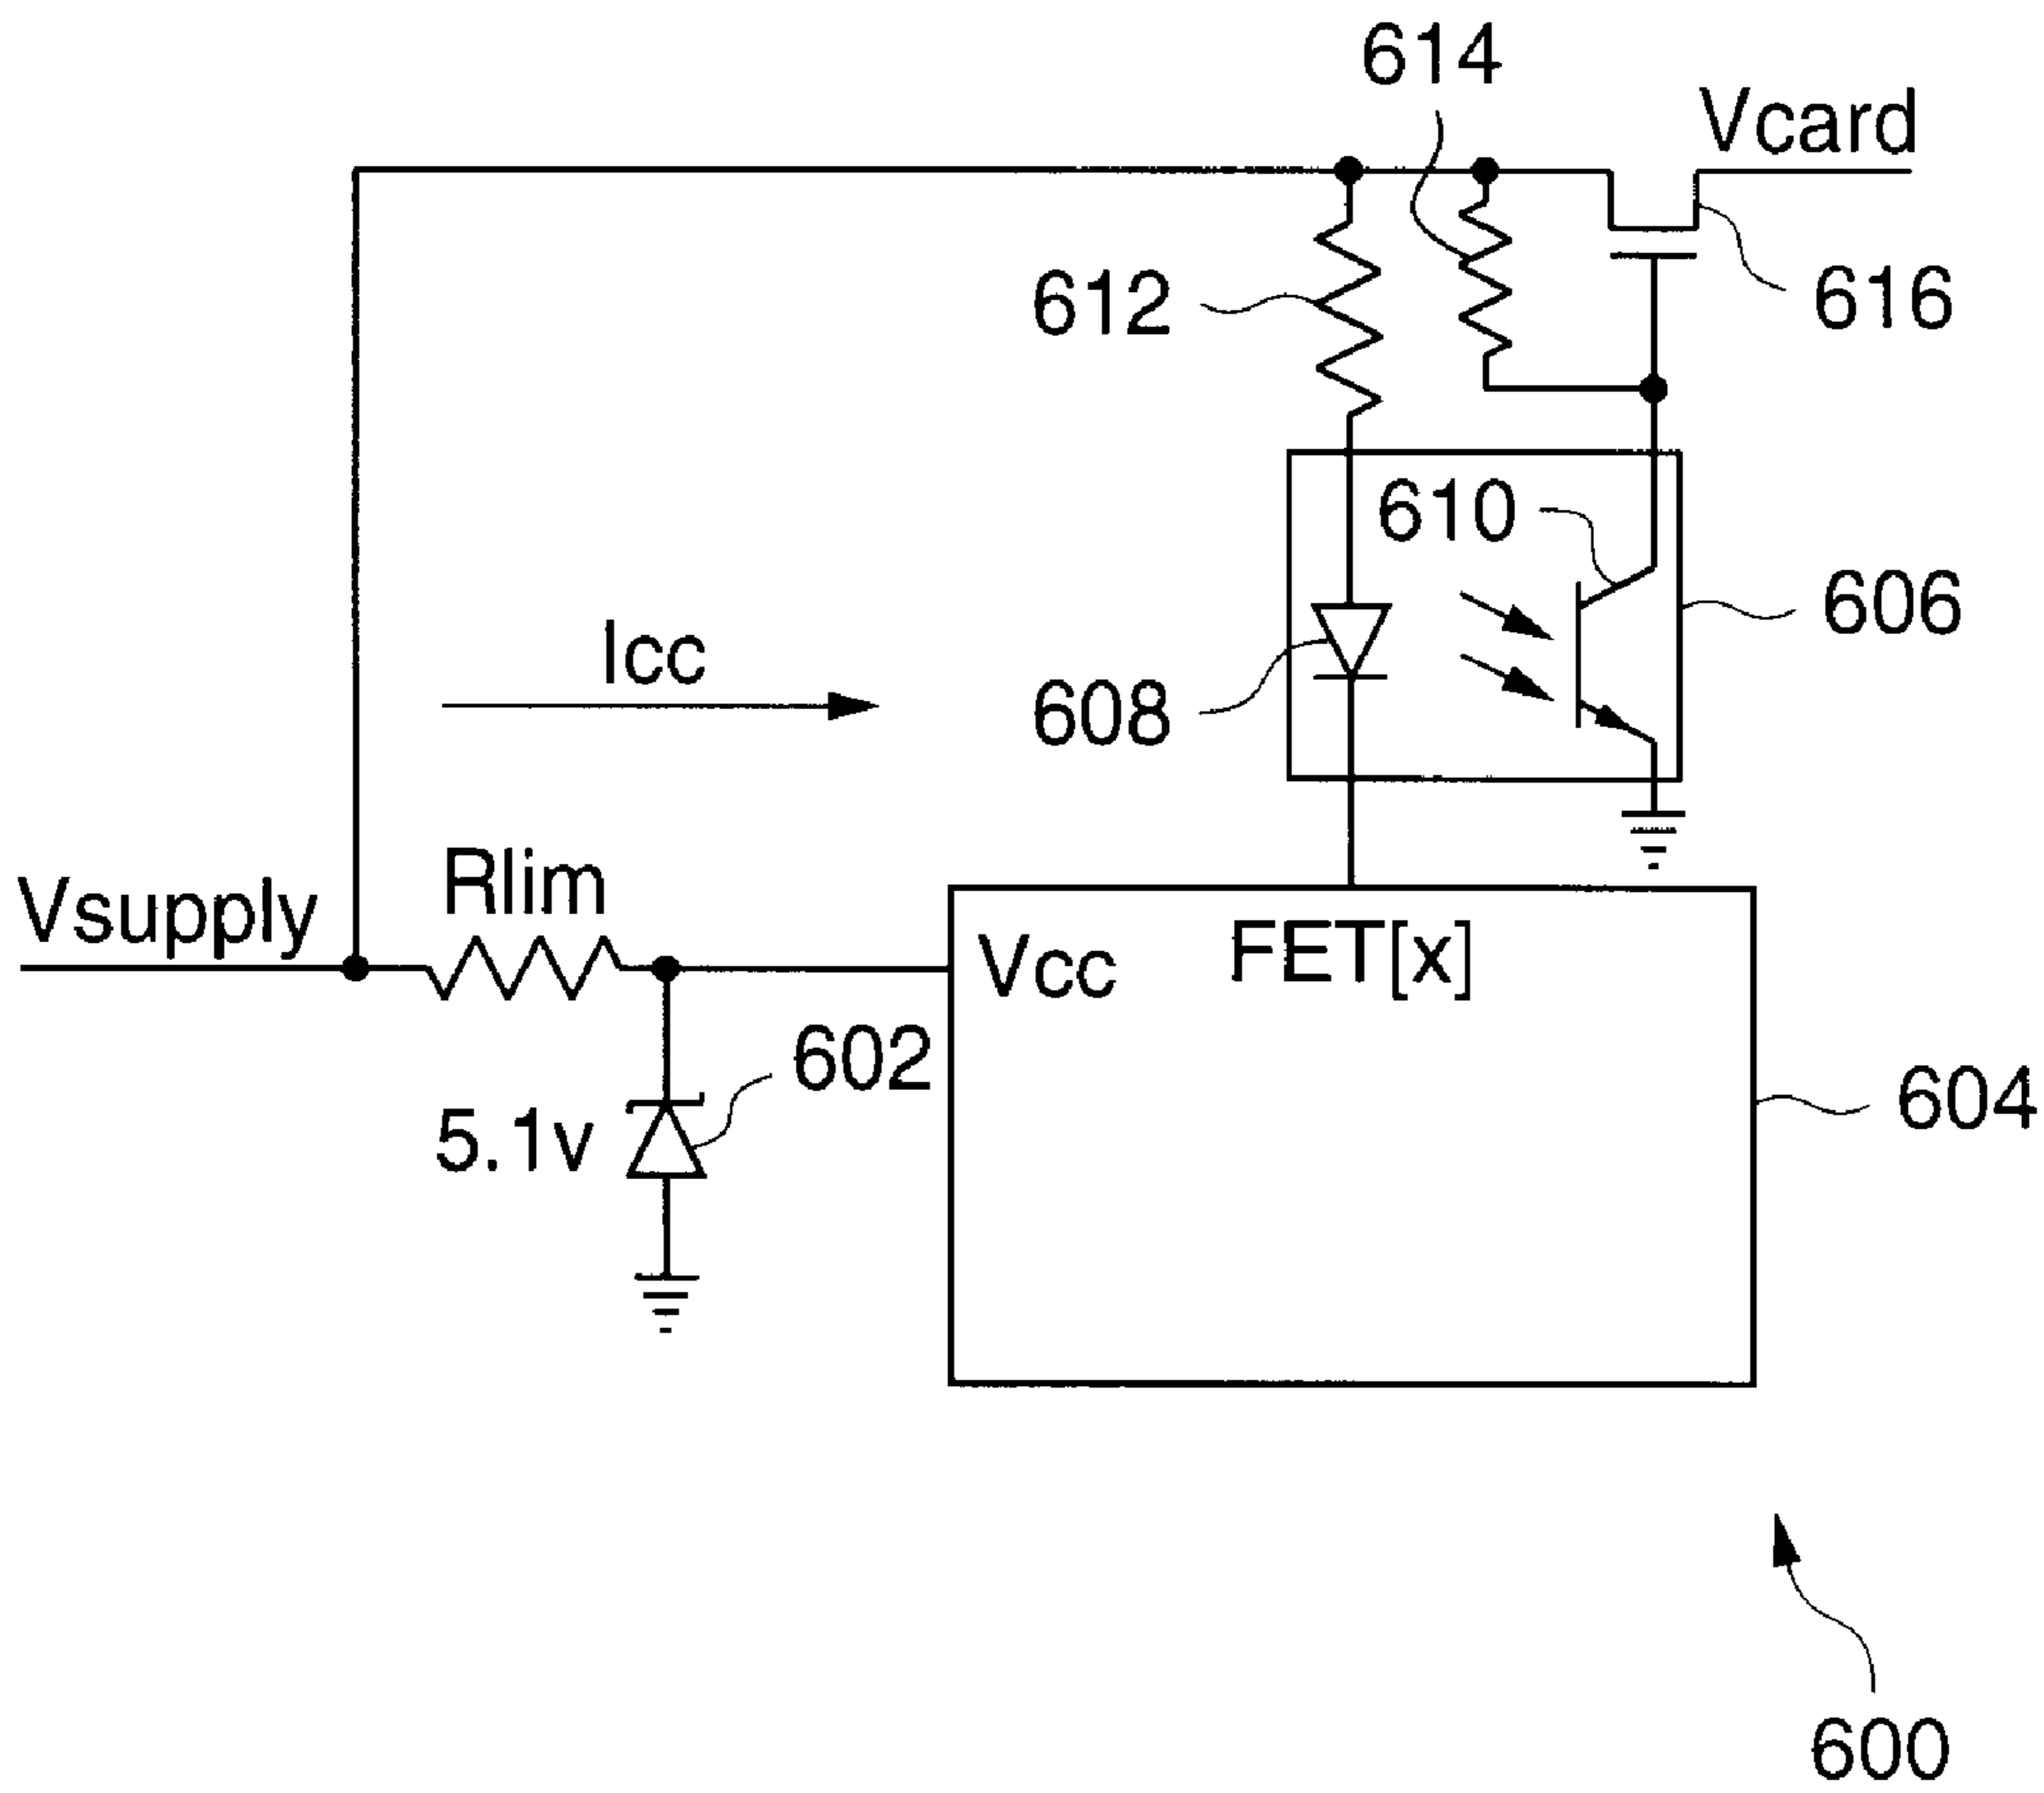 614
Vcard
612
616
610
606
Icc
608
Rlim
Vsupply
Vcc
FET[x]
602
5.1v
604
600